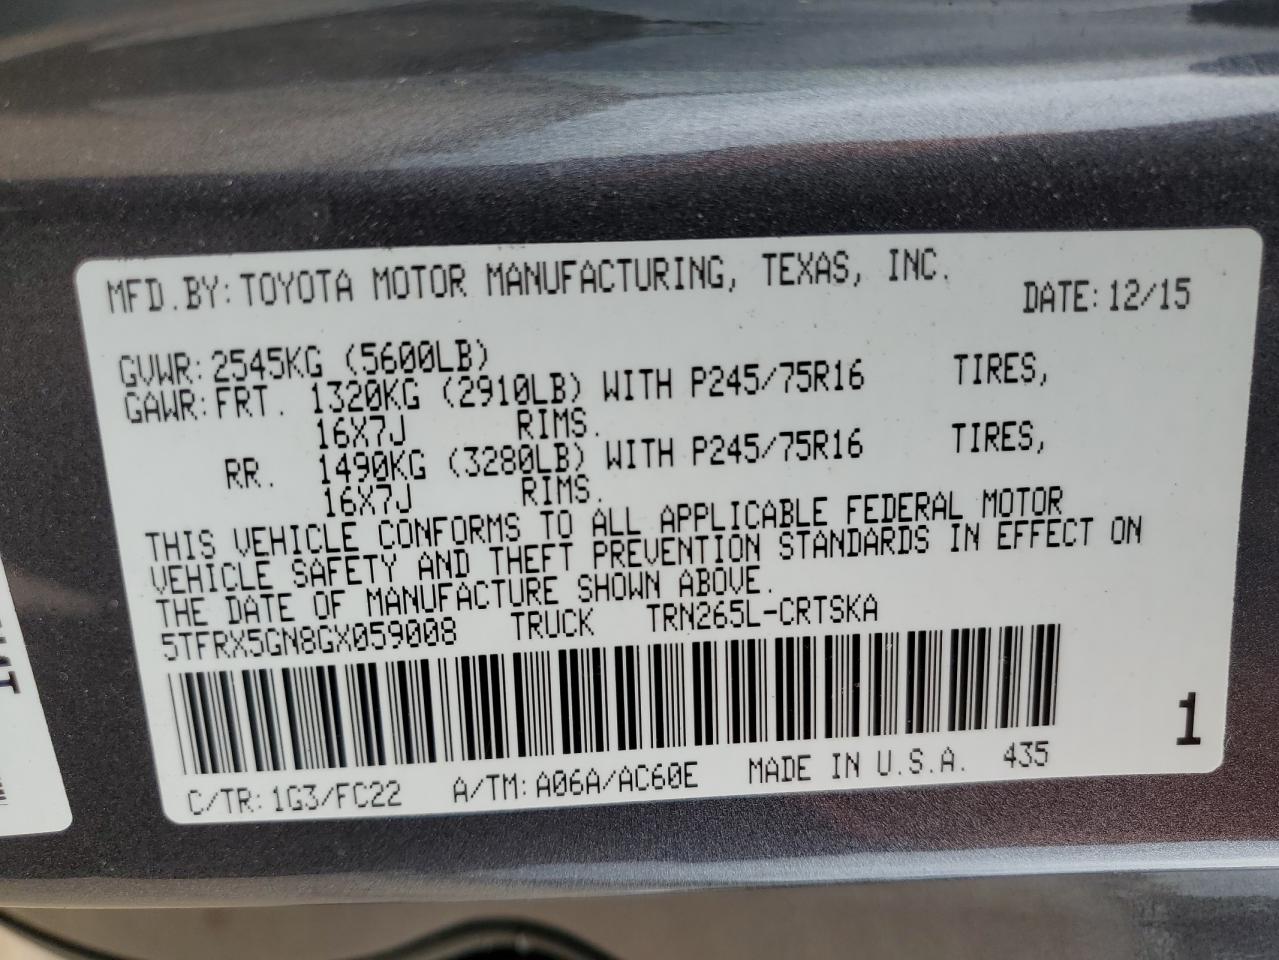 MFD.BY:TOYOTA MOTOR MANUFACTURING, TEXAS, INC.
DATE:12/15
GVWR:2545KG (5600LB)
GAWR:FRT. 1320KG (2910LB) WITH P245/75R16 TIRES,
16X7J RIMS.
RR. 1490KG (3280LB) WITH P245/75R16 TIRES,
16X7J RIMS.
THIS VEHICLE CONFORMS TO ALL APPLICABLE FEDERAL MOTOR
VEHICLE SAFETY AND THEFT PREVENTION STANDARDS IN EFFECT ON
THE DATE OF MANUFACTURE SHOWN ABOVE.
5TFRX5GN8GX059008 TRUCK TRN265L-CRTSKA
C/TR:1G3/FC22 A/TM:A06A/AC60E MADE IN U.S.A. 435
1